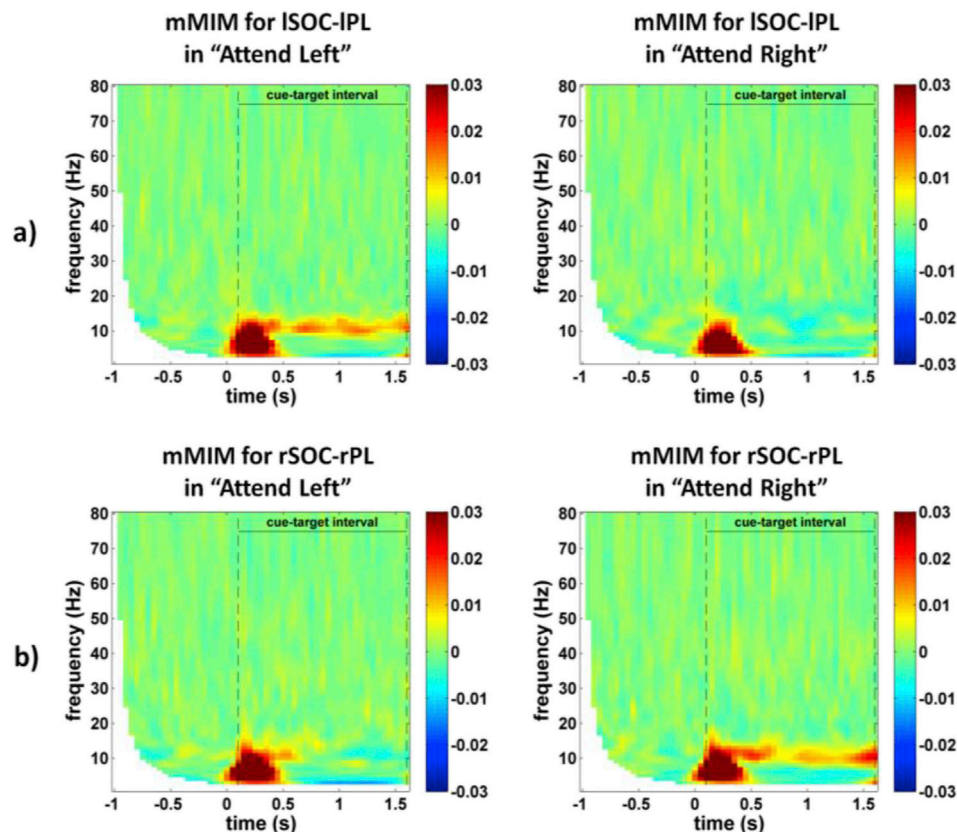 mMIM for lSOC-lPL
in “Attend Left”
mMIM for lSOC-lPL
in “Attend Right”
a)
cue-target interval
80
70
60
50
40
30
20
10
frequency (Hz)
-1 -0.5 0 0.5 1 1.5
time (s)
0.03
0.02
0.01
0
-0.01
-0.02
-0.03
cue-target interval
80
70
60
50
40
30
20
10
frequency (Hz)
-1 -0.5 0 0.5 1 1.5
time (s)
0.03
0.02
0.01
0
-0.01
-0.02
-0.03
mMIM for rSOC-rPL
in “Attend Left”
mMIM for rSOC-rPL
in “Attend Right”
b)
cue-target interval
80
70
60
50
40
30
20
10
frequency (Hz)
-1 -0.5 0 0.5 1 1.5
time (s)
0.03
0.02
0.01
0
-0.01
-0.02
-0.03
cue-target interval
80
70
60
50
40
30
20
10
frequency (Hz)
-1 -0.5 0 0.5 1 1.5
time (s)
0.03
0.02
0.01
0
-0.01
-0.02
-0.03